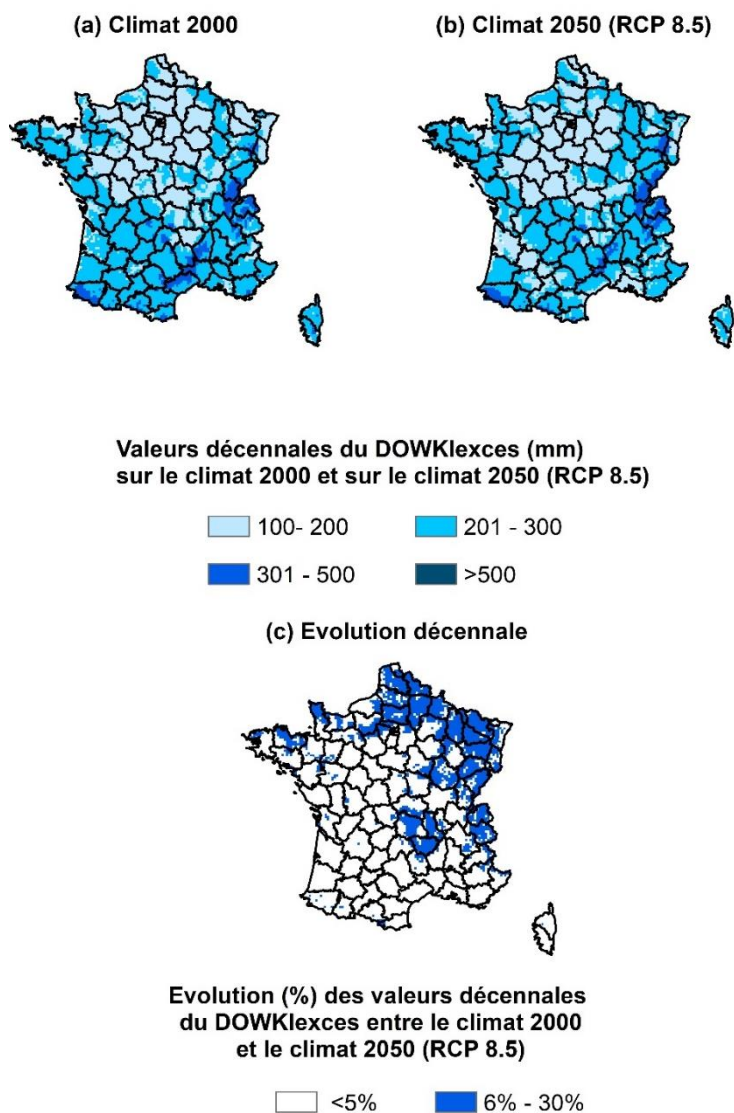 (a) Climat 2000
(b) Climat 2050 (RCP 8.5)
Valeurs décennales du DOWKIexces (mm)
sur le climat 2000 et sur le climat 2050 (RCP 8.5)
100- 200
201 - 300
301 - 500
>500
(c) Evolution décennale
Evolution (%) des valeurs décennales
du DOWKIexces entre le climat 2000
et le climat 2050 (RCP 8.5)
<5%
6% - 30%